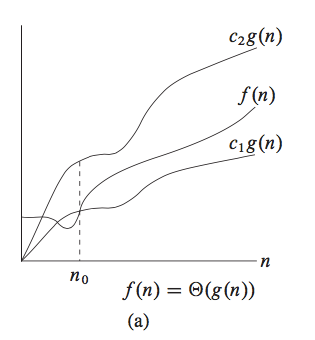 c₂g(n)
f(n)
c₁g(n)
n
n₀
f(n) = Θ(g(n))
(a)